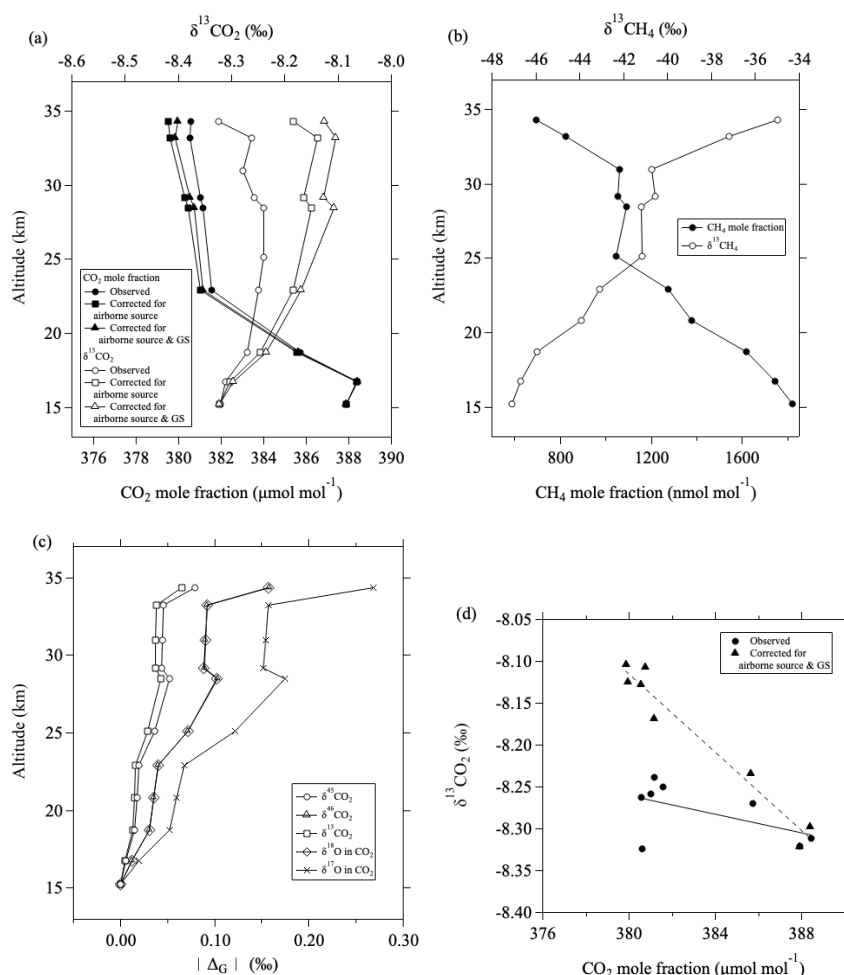 (a)
δ¹³CO₂ (‰)
-8.5 -8.4 -8.3 -8.2 -8.1 -8.0
35
30
25
20
15
Altitude (km)
CO₂ mole fraction
Observed
Corrected for
airborne source
Corrected for
airborne source & GS
δ¹³CO₂
Observed
Corrected for
airborne source
Corrected for
airborne source & GS
376 378 380 382 384 386 388 390
CO₂ mole fraction (μmol mol⁻¹)
(b)
δ¹³CH₄ (‰)
-48 -46 -44 -42 -40 -38 -36 -34
35
30
25
20
15
Altitude (km)
CH₄ mole fraction
δ¹³CH₄
800 1200 1600
CH₄ mole fraction (nmol mol⁻¹)
(c)
35
30
25
20
15
Altitude (km)
δ⁴⁵CO₂
δ⁴⁶CO₂
δ¹³CO₂
δ¹⁸O in CO₂
δ¹⁷O in CO₂
0.00 0.10 0.20 0.30
| Δ_G | (‰)
(d)
-8.05
-8.10
-8.15
-8.20
-8.25
-8.30
-8.35
-8.40
δ¹³CO₂ (‰)
Observed
Corrected for
airborne source & GS
376 380 384 388
CO₂ mole fraction (μmol mol⁻¹)